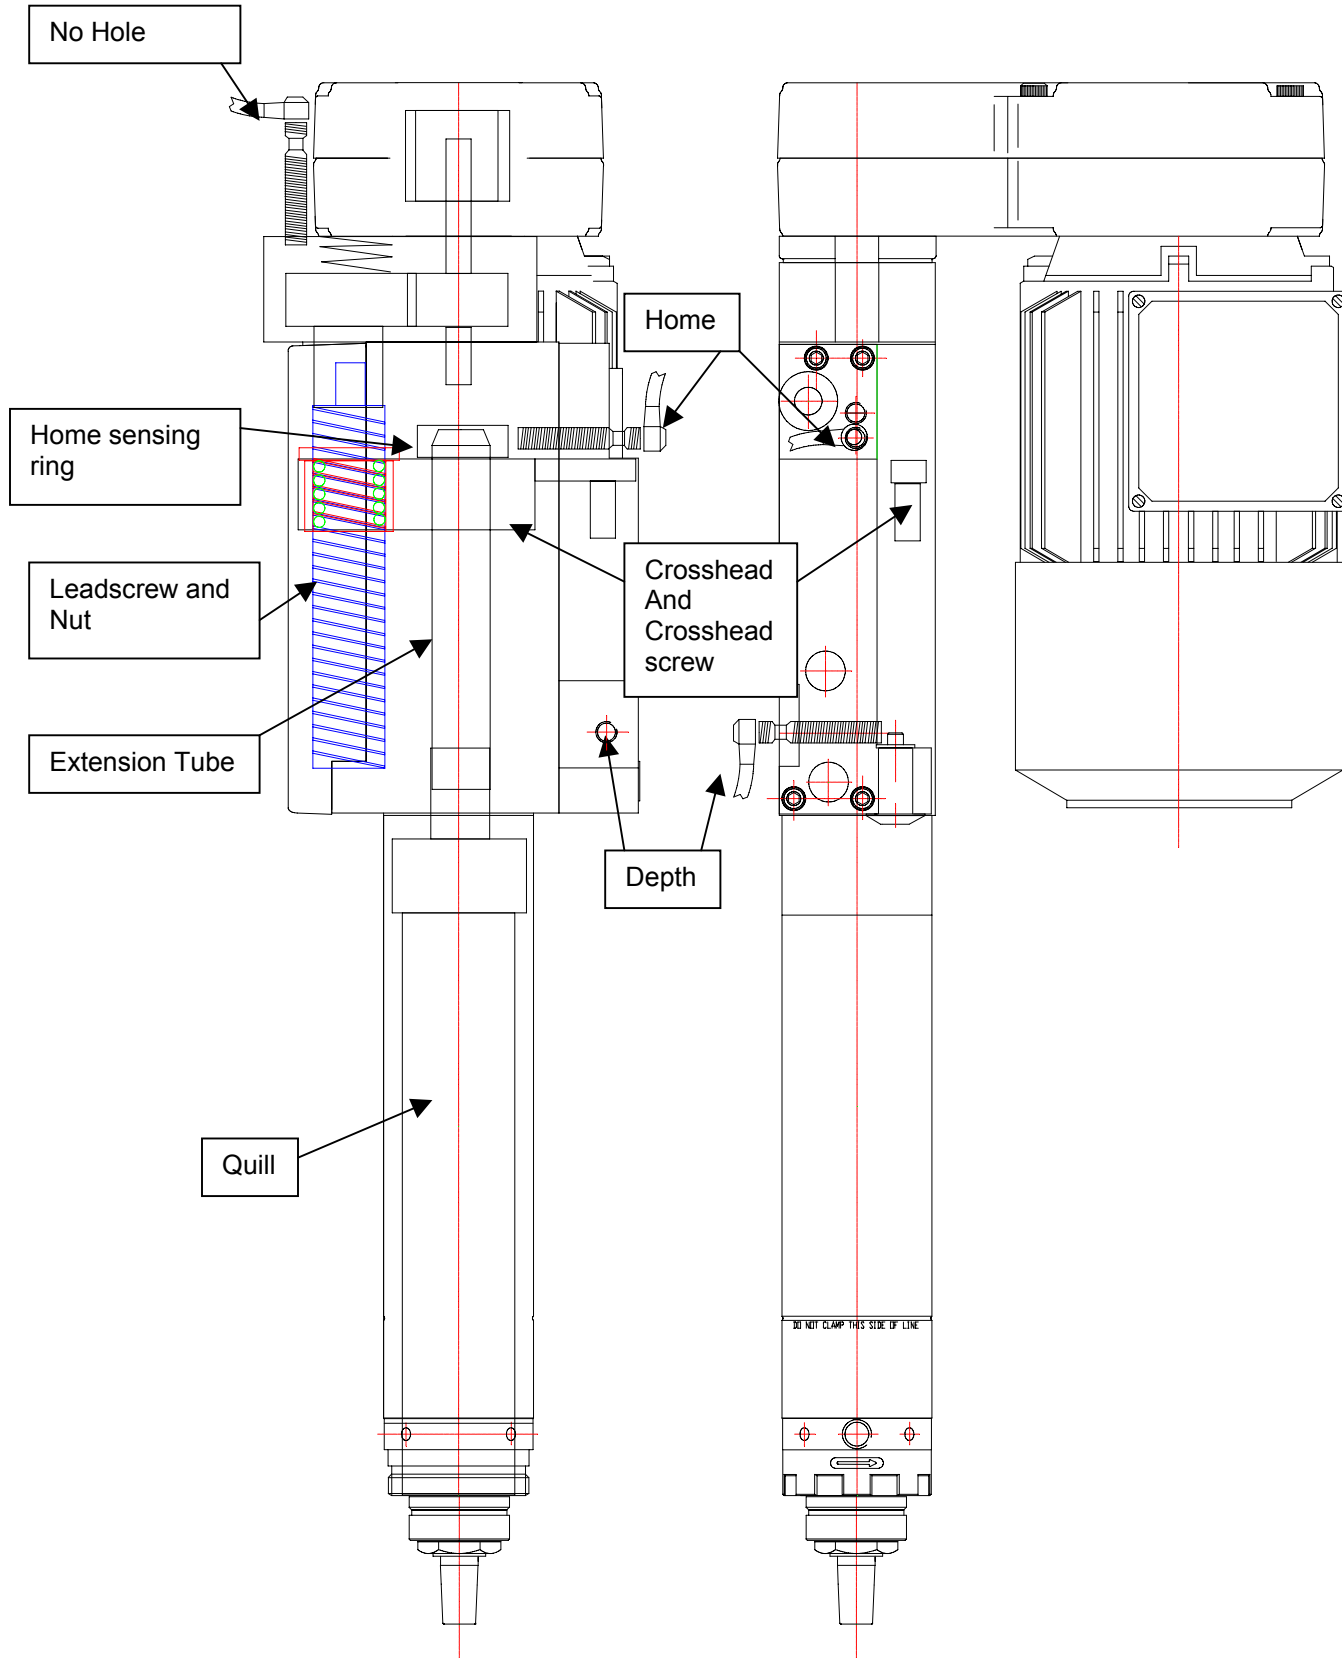 No Hole
Home
Home sensing
ring
Leadscrew and
Nut
Crosshead
And
Crosshead
screw
Extension Tube
Depth
Quill
DO NOT CLAMP THIS SIDE OF LINE